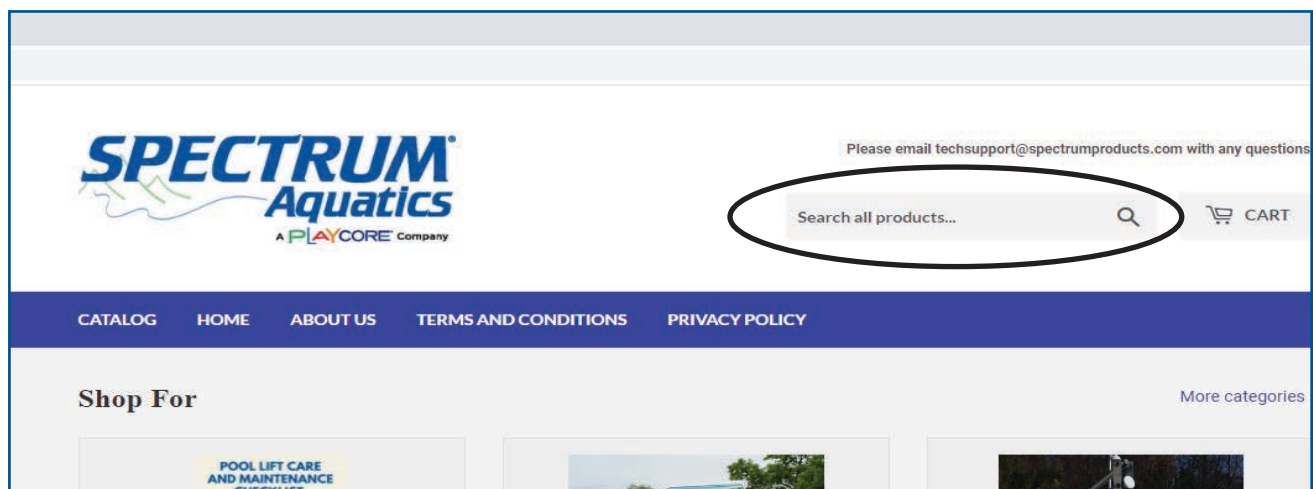 SPECTRUM®
Aquatics
A PLAYCORE Company
Please email techsupport@spectrumproducts.com with any questions
Search all products...
CART
CATALOG HOME ABOUT US TERMS AND CONDITIONS PRIVACY POLICY
Shop For
More categories
POOL LIFT CARE
AND MAINTENANCE
CHECKLIST